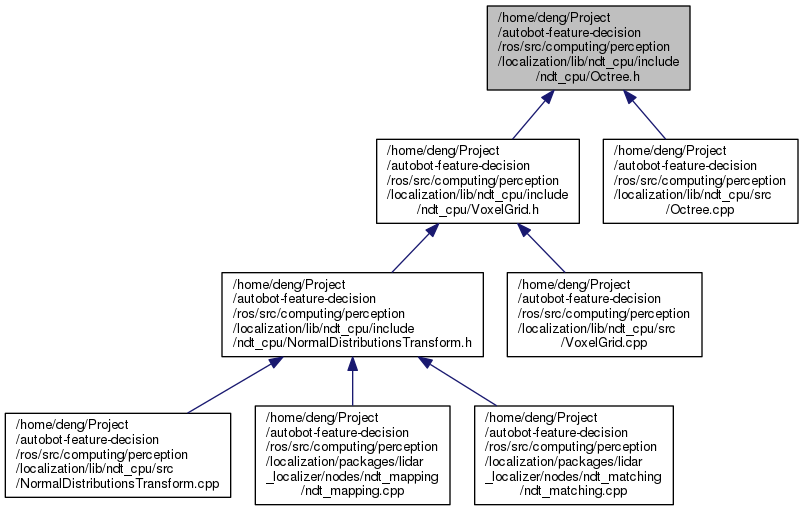 /home/deng/Project
/autobot-feature-decision
/ros/src/computing/perception
/localization/lib/ndt_cpu/include
/ndt_cpu/Octree.h
/home/deng/Project
/autobot-feature-decision
/ros/src/computing/perception
/localization/lib/ndt_cpu/include
/ndt_cpu/VoxelGrid.h
/home/deng/Project
/autobot-feature-decision
/ros/src/computing/perception
/localization/lib/ndt_cpu/src
/Octree.cpp
/home/deng/Project
/autobot-feature-decision
/ros/src/computing/perception
/localization/lib/ndt_cpu/include
/ndt_cpu/NormalDistributionsTransform.h
/home/deng/Project
/autobot-feature-decision
/ros/src/computing/perception
/localization/lib/ndt_cpu/src
/VoxelGrid.cpp
/home/deng/Project
/autobot-feature-decision
/ros/src/computing/perception
/localization/lib/ndt_cpu/src
/NormalDistributionsTransform.cpp
/home/deng/Project
/autobot-feature-decision
/ros/src/computing/perception
/localization/packages/lidar
_localizer/nodes/ndt_mapping
/ndt_mapping.cpp
/home/deng/Project
/autobot-feature-decision
/ros/src/computing/perception
/localization/packages/lidar
_localizer/nodes/ndt_matching
/ndt_matching.cpp